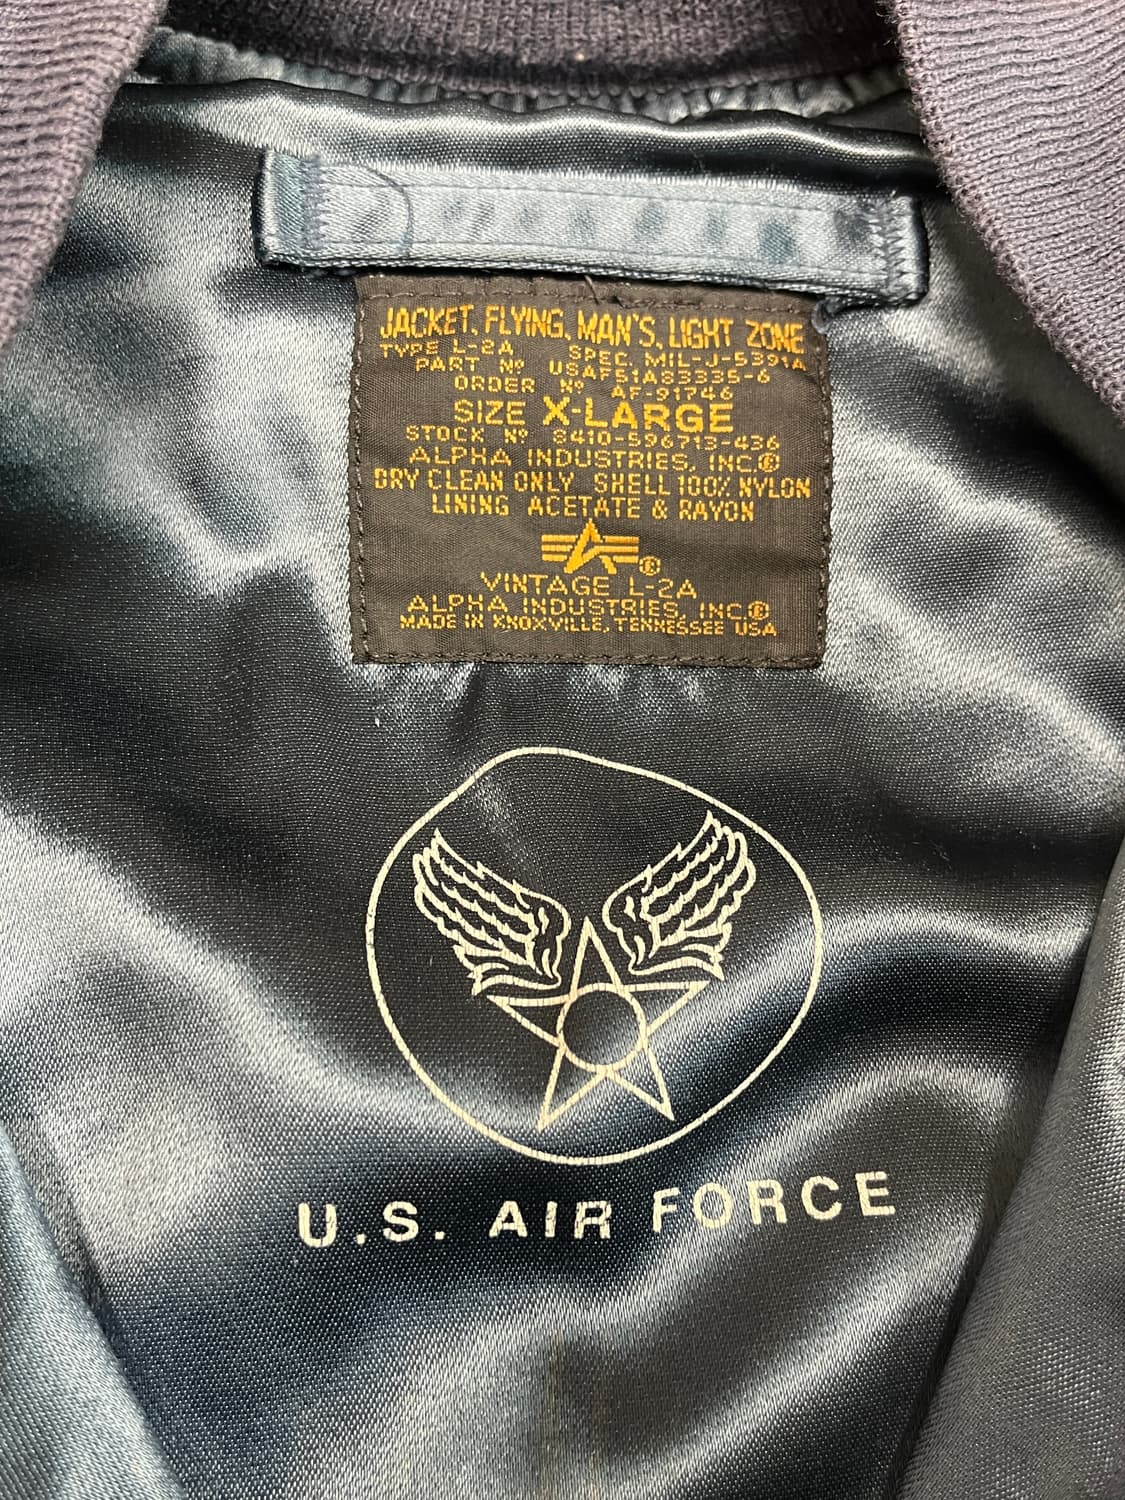 JACKET, FLYING, MAN'S, LIGHT ZONE
TYPE L-2A SPEC. MIL-J-5391A
PART Nº USAF51A83335-6
ORDER Nº AF-91746
SIZE X-LARGE
STOCK Nº 8410-596713-436
ALPHA INDUSTRIES, INC.®
DRY CLEAN ONLY SHELL 100% NYLON
LINING ACETATE & RAYON
®
VINTAGE L-2A
ALPHA INDUSTRIES, INC.®
MADE IN KNOXVILLE, TENNESSEE USA
U.S. AIR FORCE